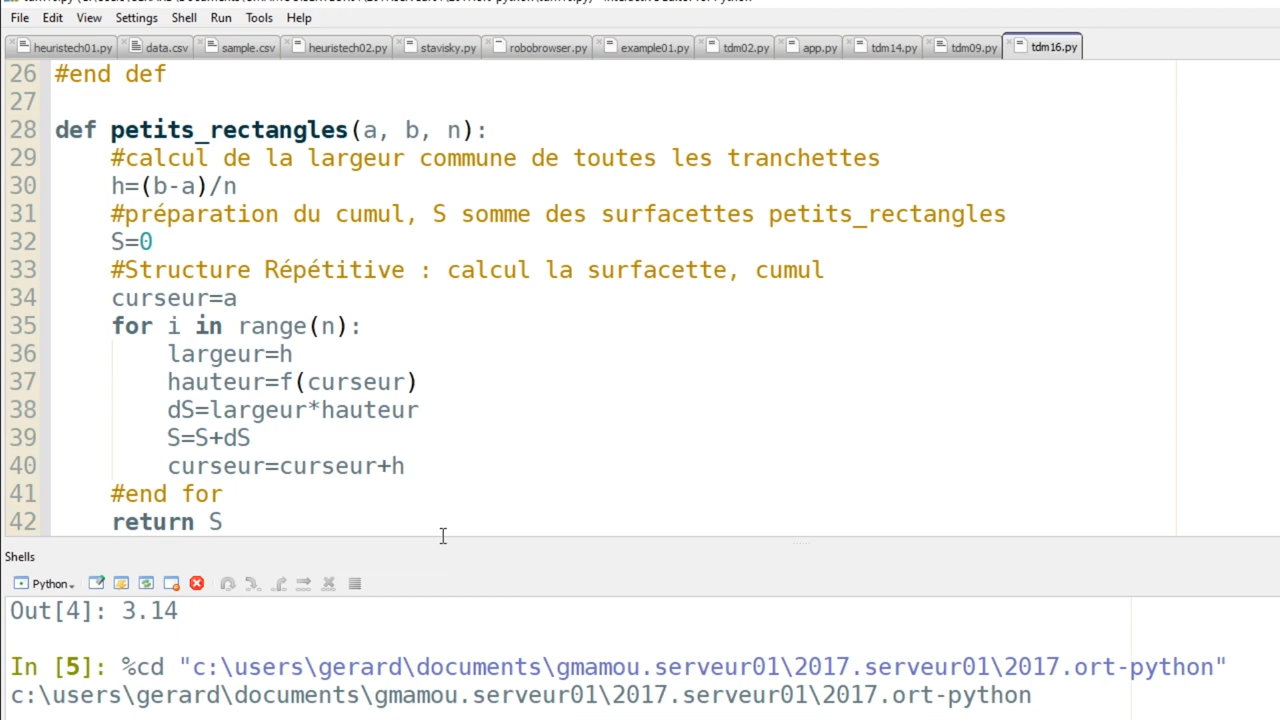 File Edit View Settings Shell Run Tools Help
heuristech01.py data.csv sample.csv heuristech02.py stavisky.py robobrowser.py example01.py tdm02.py app.py tdm14.py tdm09.py tdm16.py
26 #end def
27
28 def petits_rectangles(a, b, n):
29 #calcul de la largeur commune de toutes les tranchettes
30 h=(b-a)/n
31 #préparation du cumul, S somme des surfacettes petits_rectangles
32 S=0
33 #Structure Répétitive : calcul la surfacette, cumul
34 curseur=a
35 for i in range(n):
36 largeur=h
37 hauteur=f(curseur)
38 dS=largeur*hauteur
39 S=S+dS
40 curseur=curseur+h
41 #end for
42 return S
Shells
Python
Out[4]: 3.14
In [5]: %cd "c:\users\gerard\documents\gmamou.serveur01\2017.serveur01\2017.ort-python"
c:\users\gerard\documents\gmamou.serveur01\2017.serveur01\2017.ort-python